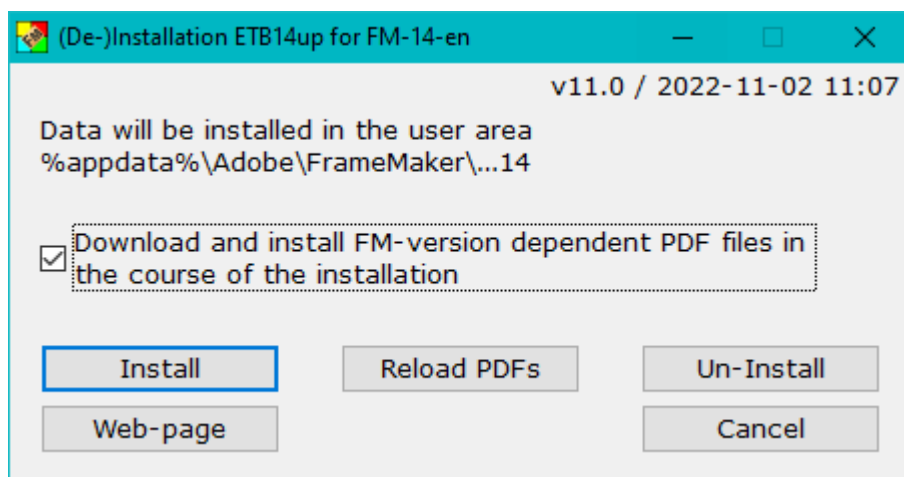 (De-)Installation ETB14up for FM-14-en
v11.0 / 2022-11-02 11:07
Data will be installed in the user area
%appdata%\Adobe\FrameMaker\...14
Download and install FM-version dependent PDF files in
the course of the installation
Install
Reload PDFs
Un-Install
Web-page
Cancel